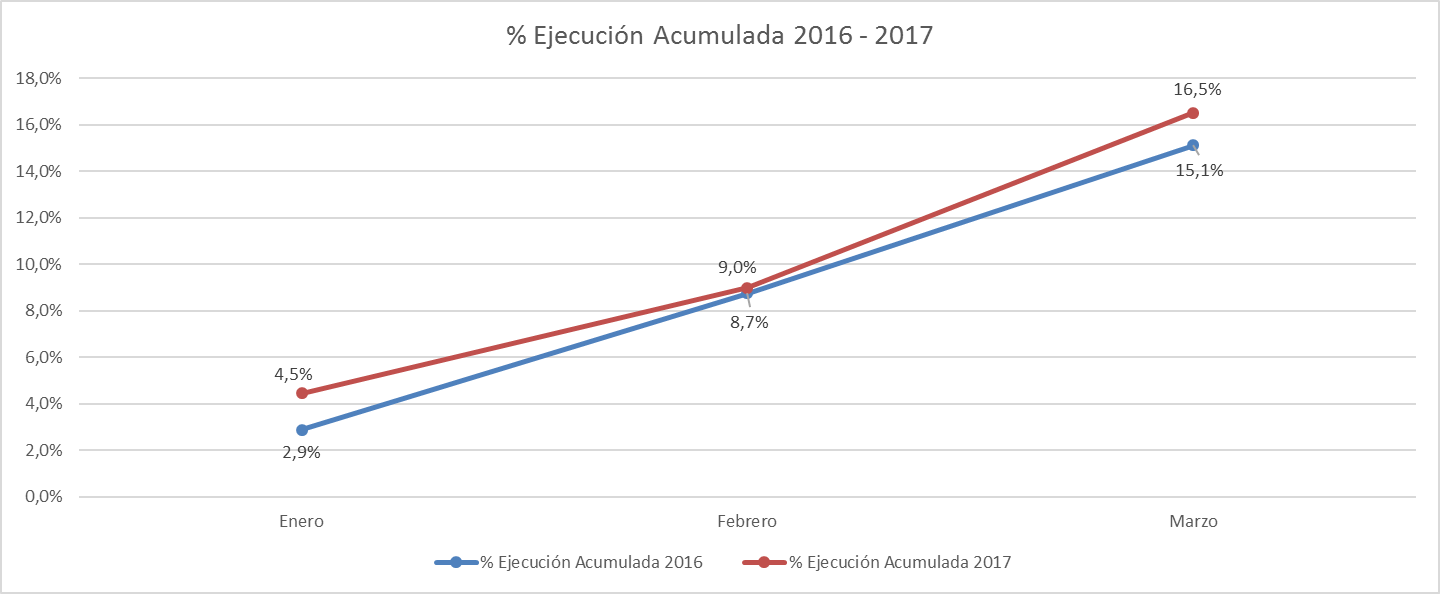 % Ejecución Acumulada 2016 - 2017
18,0%
16,0%
14,0%
12,0%
10,0%
8,0%
6,0%
4,0%
2,0%
0,0%
16,5%
15,1%
9,0%
8,7%
4,5%
2,9%
Enero
Febrero
Marzo
% Ejecución Acumulada 2016
% Ejecución Acumulada 2017